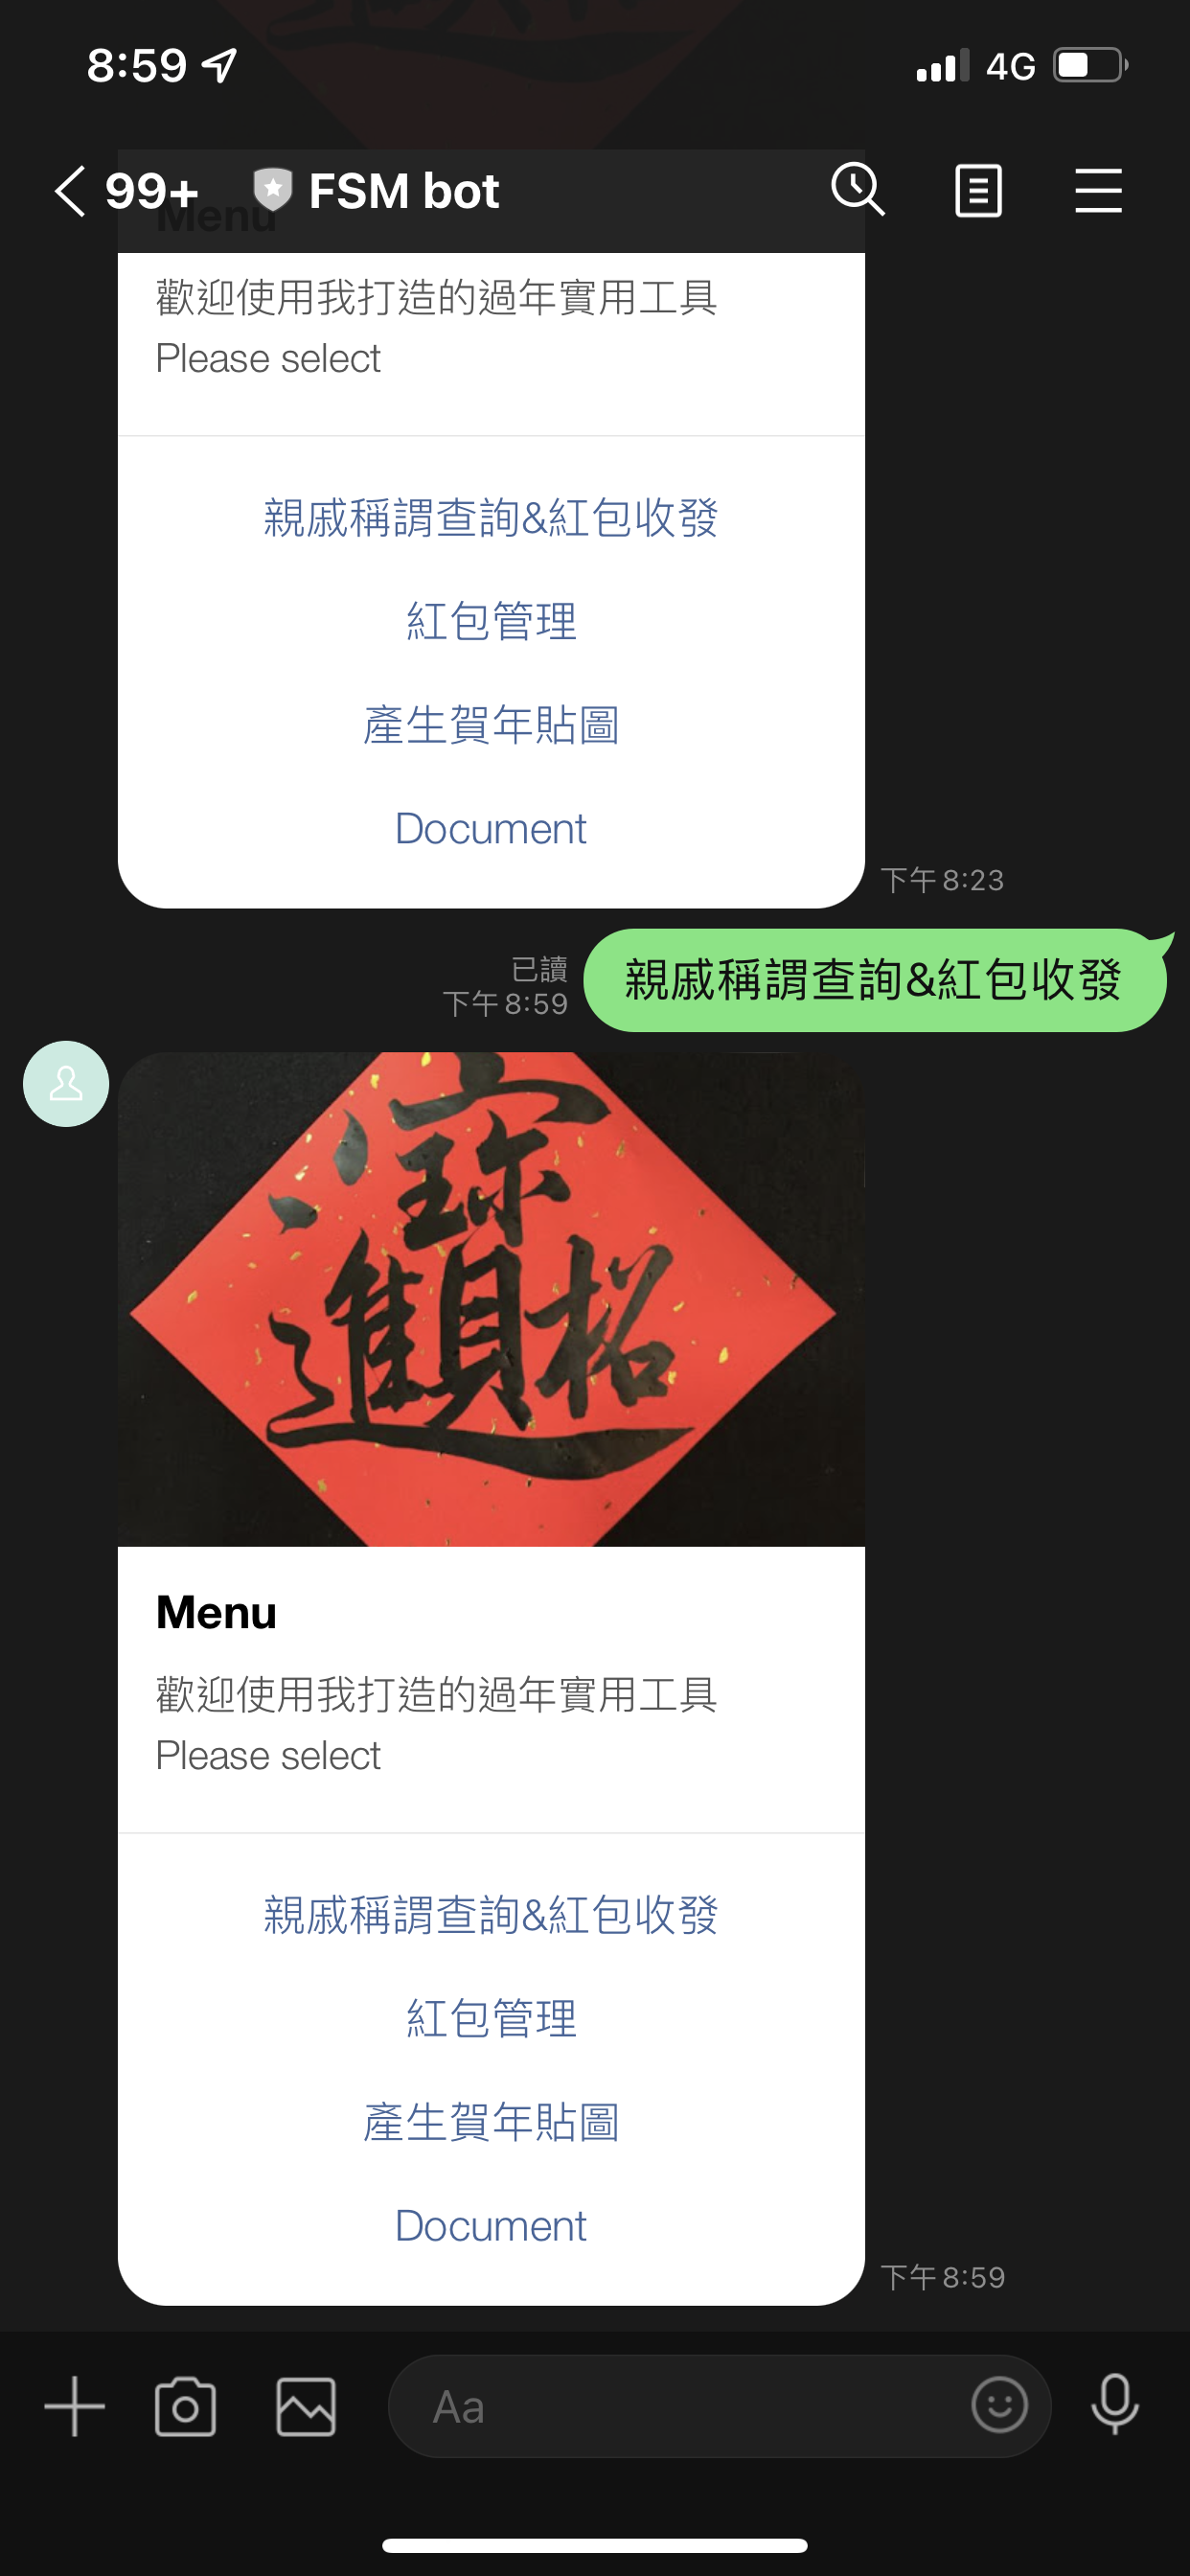 8:59
4G
99+
FSM bot
Menu
歡迎使用我打造的過年實用工具
Please select
親戚稱謂查詢&紅包收發
紅包管理
產生賀年貼圖
Document
下午 8:23
已讀
下午 8:59
親戚稱謂查詢&紅包收發
招財進寶
Menu
歡迎使用我打造的過年實用工具
Please select
親戚稱謂查詢&紅包收發
紅包管理
產生賀年貼圖
Document
下午 8:59
Aa